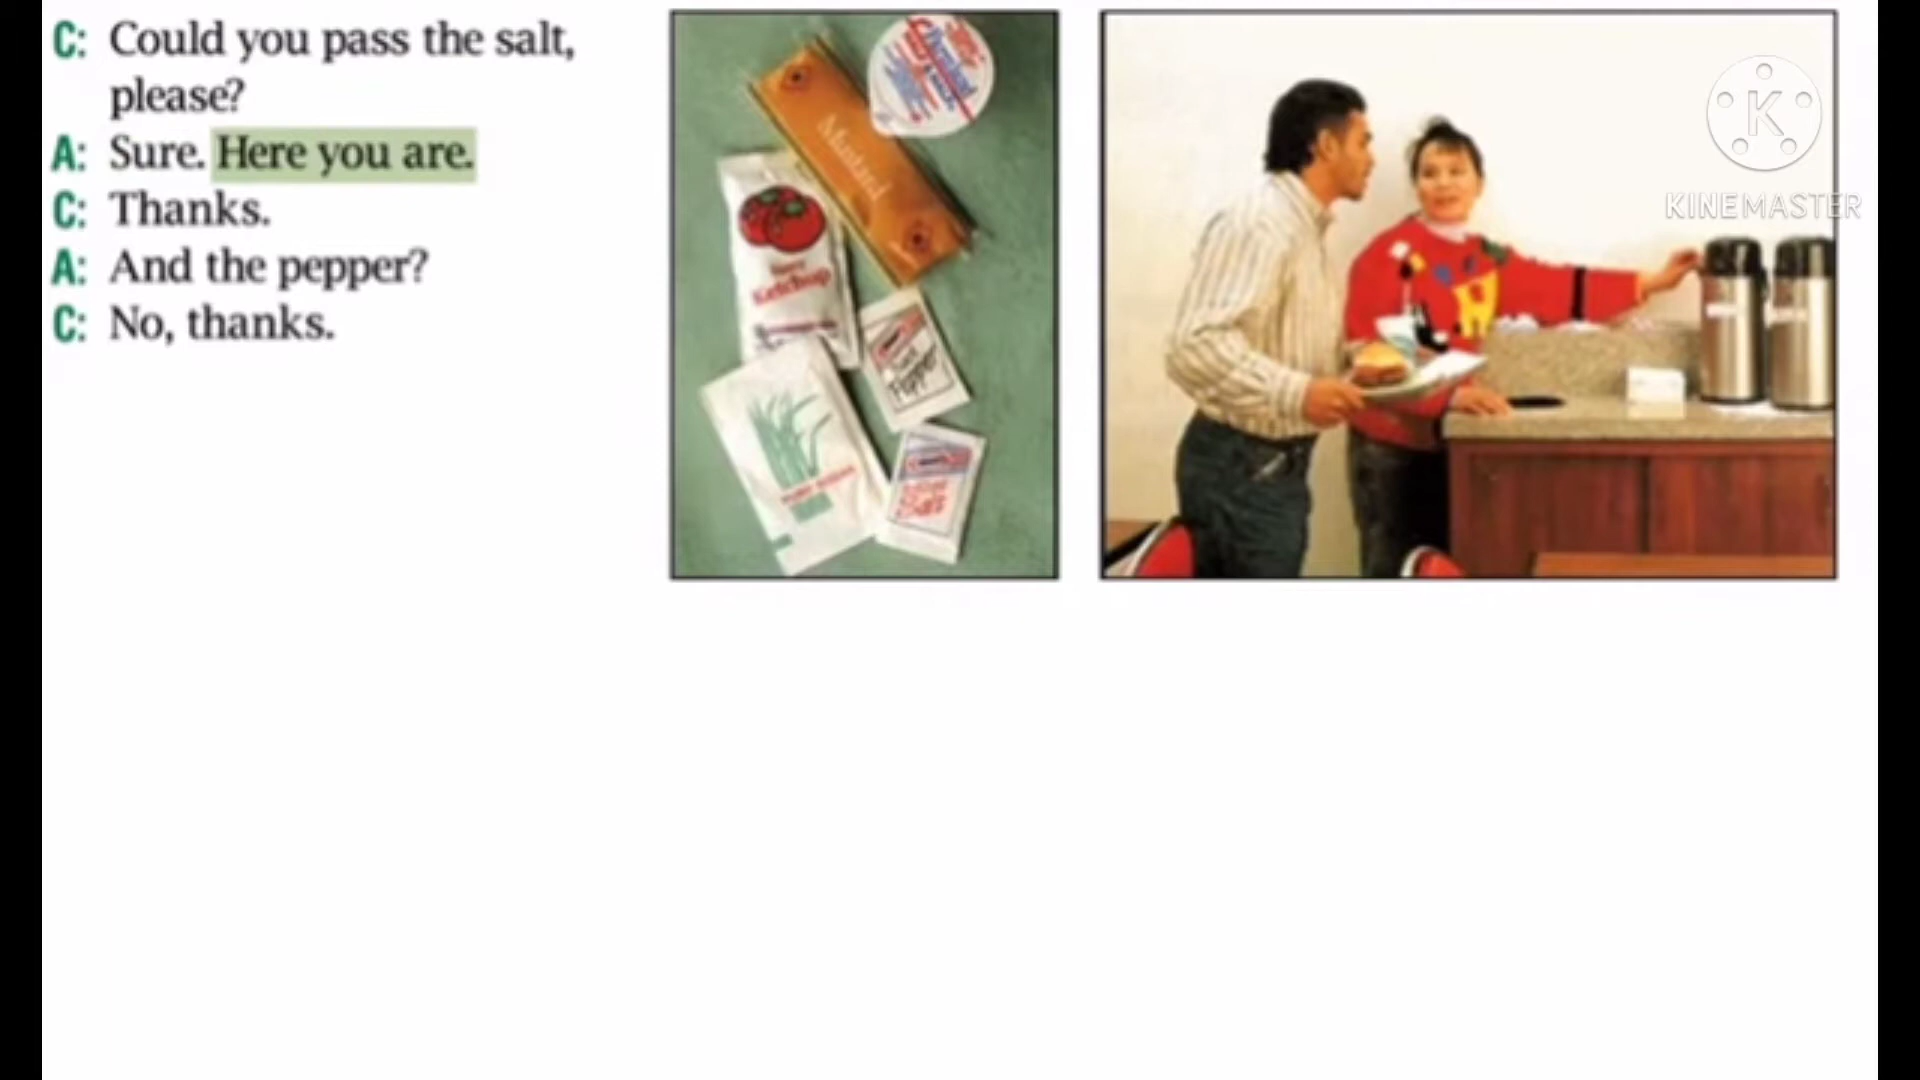 C: Could you pass the salt,
please?
A: Sure. Here you are.
C: Thanks.
A: And the pepper?
C: No, thanks.
Mustard
Ketchup
Pepper
Salt
K
KINEMASTER